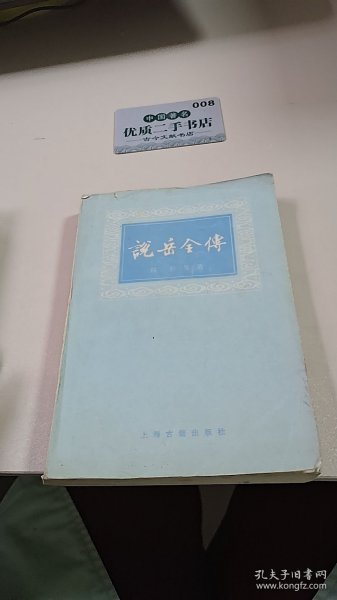 008
中国著名
优质二手书店
古今文献书店
說岳全傳
上海古籍出版社
孔夫子旧书网
www.kongfz.com